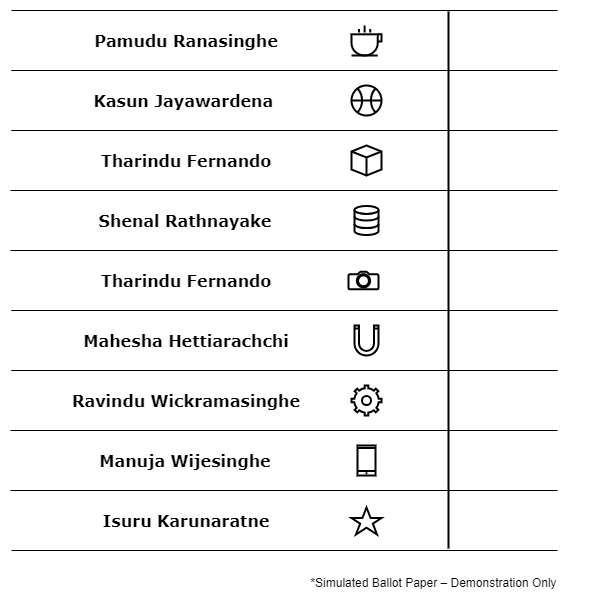 Pamudu Ranasinghe
Kasun Jayawardena
Tharindu Fernando
Shenal Rathnayake
Tharindu Fernando
Mahesha Hettiarachchi
Ravindu Wickramasinghe
Manuja Wijesinghe
Isuru Karunaratne
*Simulated Ballot Paper – Demonstration Only